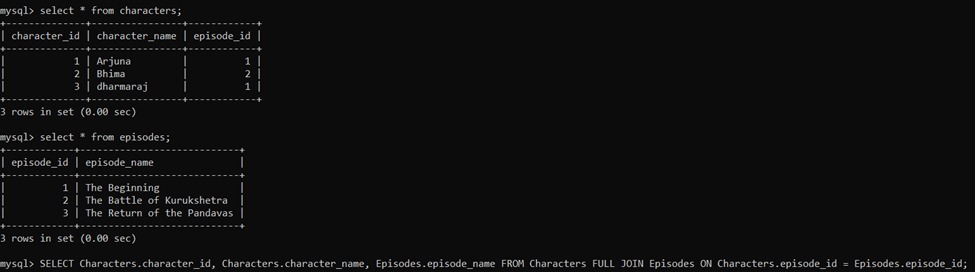 mysql> select * from characters;
+--------------+----------------+------------+
| character_id | character_name | episode_id |
+--------------+----------------+------------+
|            1 | Arjuna         |          1 |
|            2 | Bhima          |          2 |
|            3 | dharmaraj      |          1 |
+--------------+----------------+------------+
3 rows in set (0.00 sec)
mysql> select * from episodes;
+------------+----------------------------+
| episode_id | episode_name               |
+------------+----------------------------+
|          1 | The Beginning              |
|          2 | The Battle of Kurukshetra  |
|          3 | The Return of the Pandavas |
+------------+----------------------------+
3 rows in set (0.00 sec)
mysql> SELECT Characters.character_id, Characters.character_name, Episodes.episode_name FROM Characters FULL JOIN Episodes ON Characters.episode_id = Episodes.episode_id;